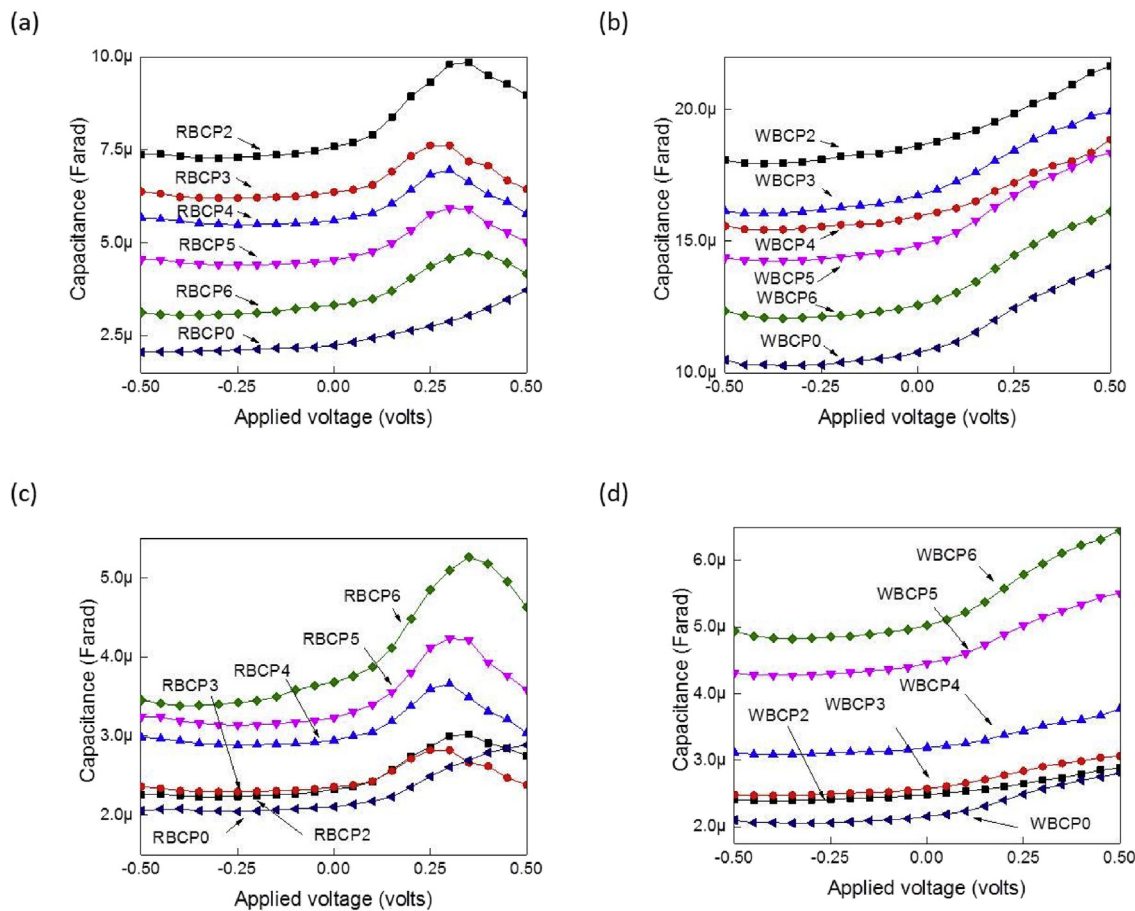 (a)
10.0µ
7.5µ
5.0µ
2.5µ
Capacitance (Farad)
RBCP2
RBCP3
RBCP4
RBCP5
RBCP6
RBCP0
-0.50
-0.25
0.00
0.25
0.50
Applied voltage (volts)
(b)
20.0µ
15.0µ
10.0µ
Capacitance (Farad)
WBCP2
WBCP3
WBCP4
WBCP5
WBCP6
WBCP0
-0.50
-0.25
0.00
0.25
0.50
Applied voltage (volts)
(c)
5.0µ
4.0µ
3.0µ
2.0µ
Capacitance (Farad)
RBCP6
RBCP5
RBCP4
RBCP3
RBCP0
RBCP2
-0.50
-0.25
0.00
0.25
0.50
Applied voltage (volts)
(d)
6.0µ
5.0µ
4.0µ
3.0µ
2.0µ
Capacitance (Farad)
WBCP6
WBCP5
WBCP4
WBCP3
WBCP2
WBCP0
-0.50
-0.25
0.00
0.25
0.50
Applied voltage (volts)